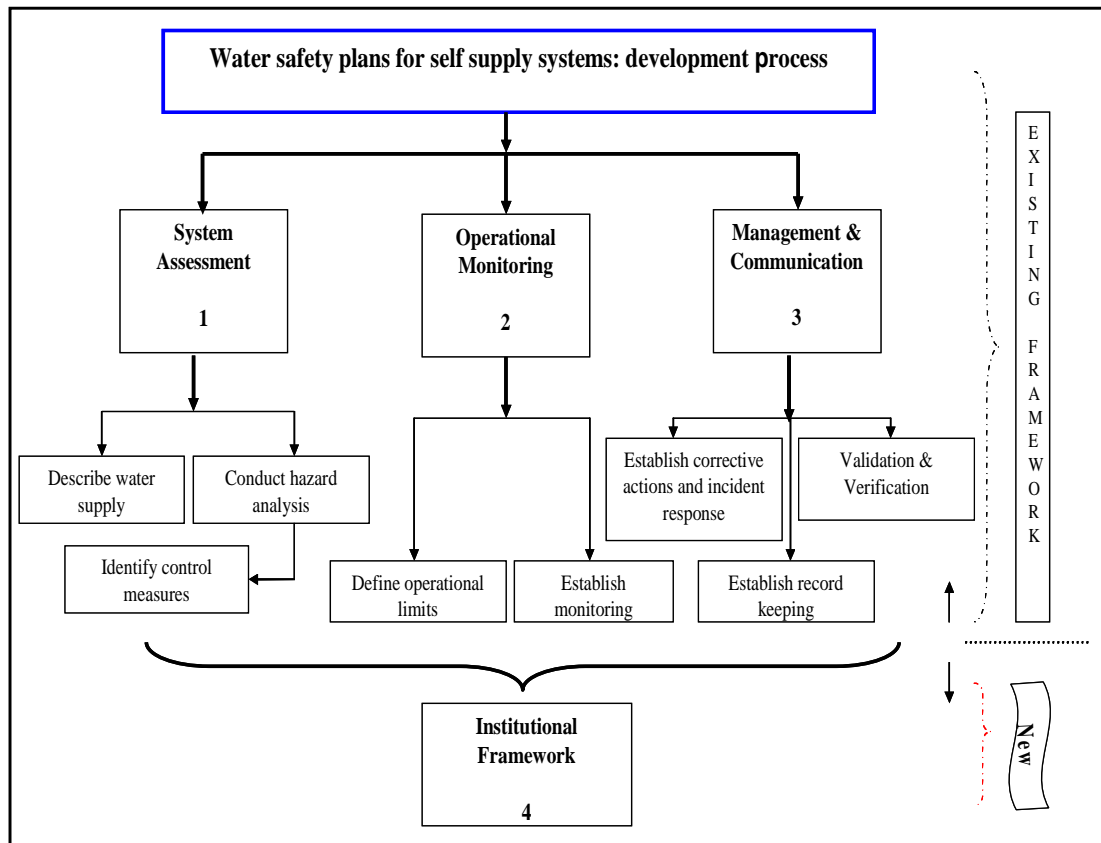 Water safety plans for self supply systems: development process
System
Assessment
1
Operational
Monitoring
2
Management &
Communication
3
Describe water
supply
Conduct hazard
analysis
Identify control
measures
Define operational
limits
Establish
monitoring
Establish corrective
actions and incident
response
Validation &
Verification
Establish record
keeping
Institutional
Framework
4
EXISTING FRAMEWORK
New